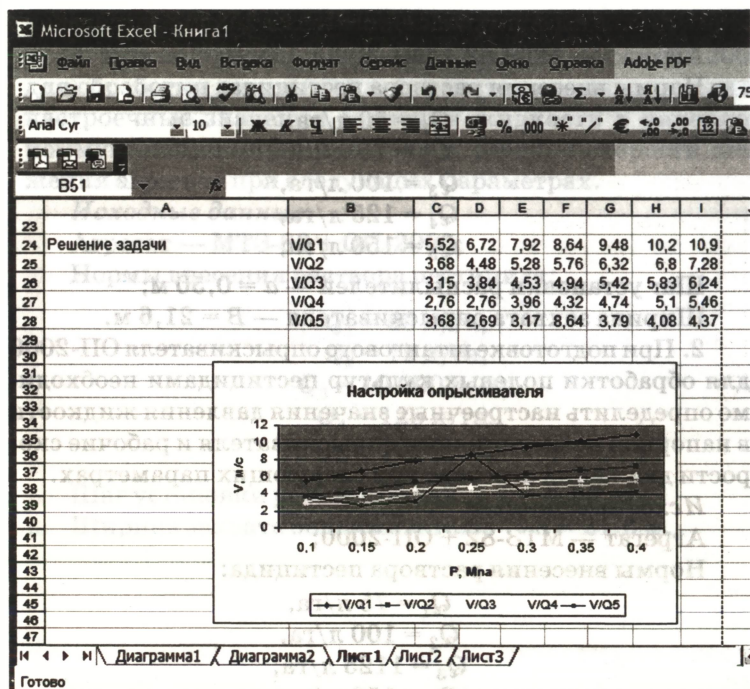 Microsoft Excel - Книга1
Файл Правка Вид Вставка Формат Сервис Данные Окно Справка Adobe PDF
Arial Cyr 10 Ж К Ч % 000
B51 fx
A B C D E F G H I
23
24 Решение задачи V/Q1 5,52 6,72 7,92 8,64 9,48 10,2 10,9
25 V/Q2 3,68 4,48 5,28 5,76 6,32 6,8 7,28
26 V/Q3 3,15 3,84 4,53 4,94 5,42 5,83 6,24
27 V/Q4 2,76 2,76 3,96 4,32 4,74 5,1 5,46
28 V/Q5 3,68 2,69 3,17 8,64 3,79 4,08 4,37
29
30
31
32
33
34
35
36
37
38
39
40
41
42
43
44
45
46
47
Настройка опрыскивателя
V, м/с
12
10
8
6
4
2
0
0,1 0,15 0,2 0,25 0,3 0,35 0,4
P, Мпа
V/Q1 V/Q2 V/Q3 V/Q4 V/Q5
Диаграмма1 Диаграмма2 Лист1 Лист2 Лист3
Готово